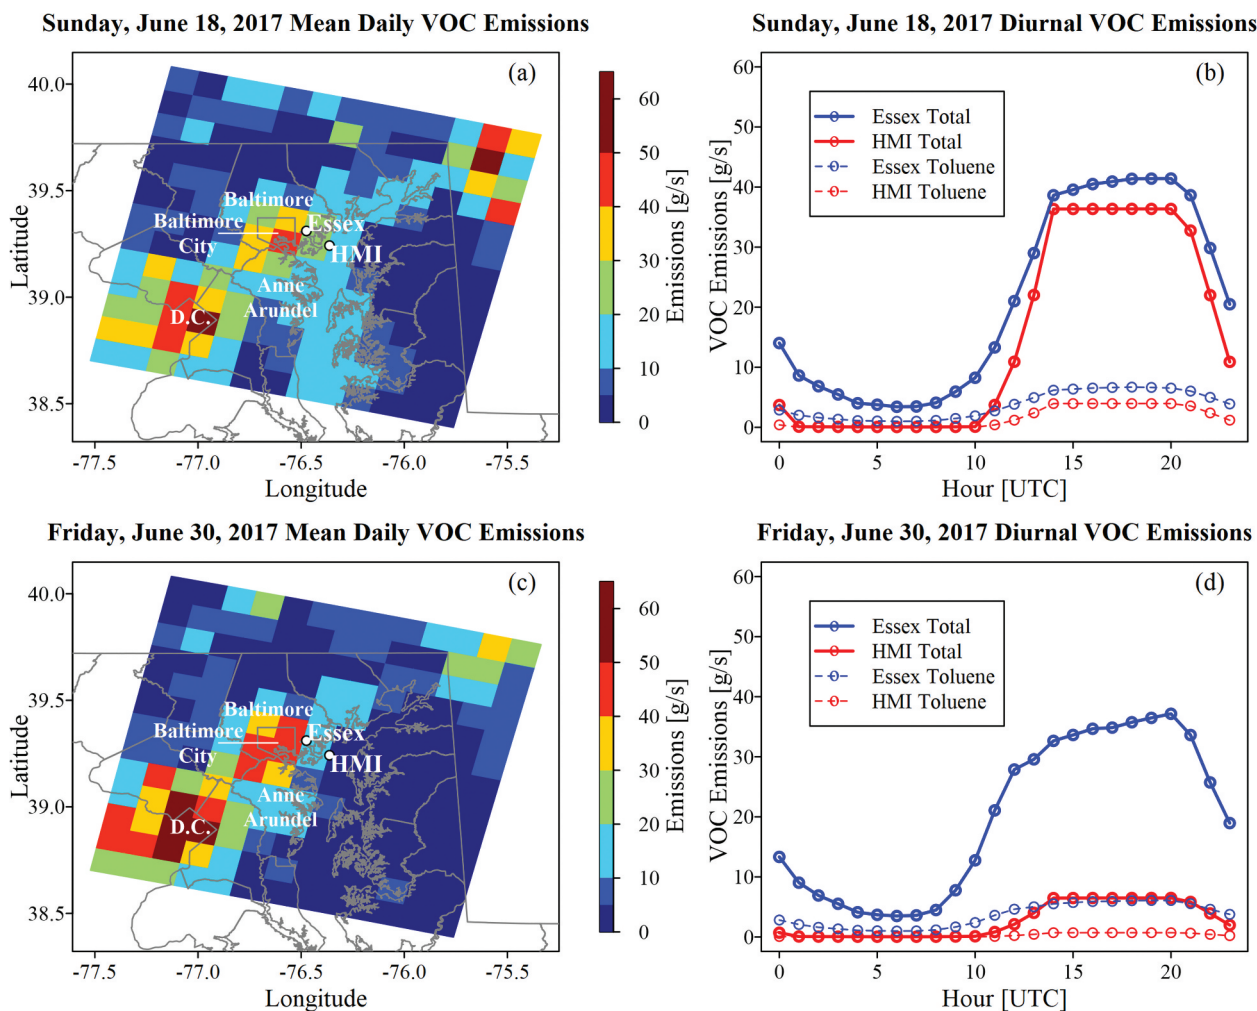 Sunday, June 18, 2017 Mean Daily VOC Emissions
(a)
40.0
39.5
39.0
38.5
Latitude
-77.5 -77.0 -76.5 -76.0 -75.5
Longitude
Baltimore
Baltimore
City
Essex
HMI
Anne
Arundel
D.C.
60
50
40
30
20
10
0
Emissions [g/s]
Sunday, June 18, 2017 Diurnal VOC Emissions
(b)
Essex Total
HMI Total
Essex Toluene
HMI Toluene
60
50
40
30
20
10
0
VOC Emissions [g/s]
0 5 10 15 20
Hour [UTC]
Friday, June 30, 2017 Mean Daily VOC Emissions
(c)
40.0
39.5
39.0
38.5
Latitude
-77.5 -77.0 -76.5 -76.0 -75.5
Longitude
Baltimore
Baltimore
City
Essex
HMI
Anne
Arundel
D.C.
60
50
40
30
20
10
0
Emissions [g/s]
Friday, June 30, 2017 Diurnal VOC Emissions
(d)
Essex Total
HMI Total
Essex Toluene
HMI Toluene
60
50
40
30
20
10
0
VOC Emissions [g/s]
0 5 10 15 20
Hour [UTC]